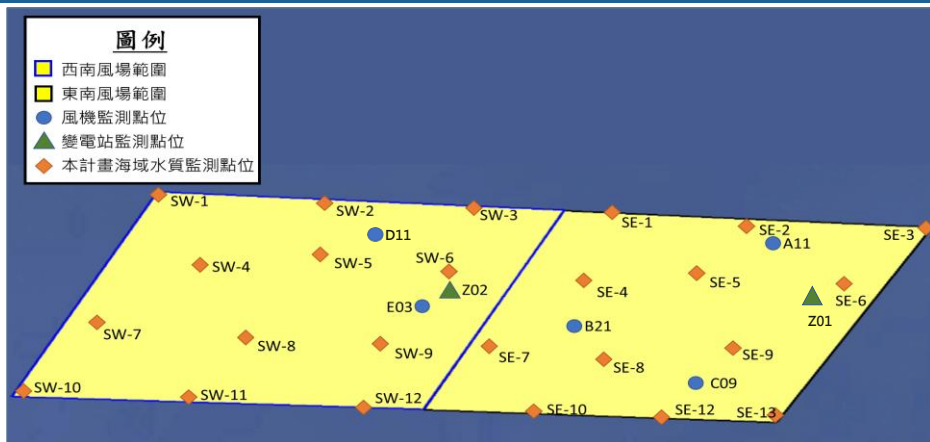 圖例
西南風場範圍
東南風場範圍
風機監測點位
變電站監測點位
本計畫海域水質監測點位
SW-1
SW-2
SW-3
SE-1
SE-2
SE-3
D11
A11
SW-4
SW-5
SW-6
SE-4
SE-5
SE-6
Z02
Z01
E03
B21
SW-7
SW-8
SW-9
SE-7
SE-8
SE-9
C09
SW-10
SW-11
SW-12
SE-10
SE-12
SE-13